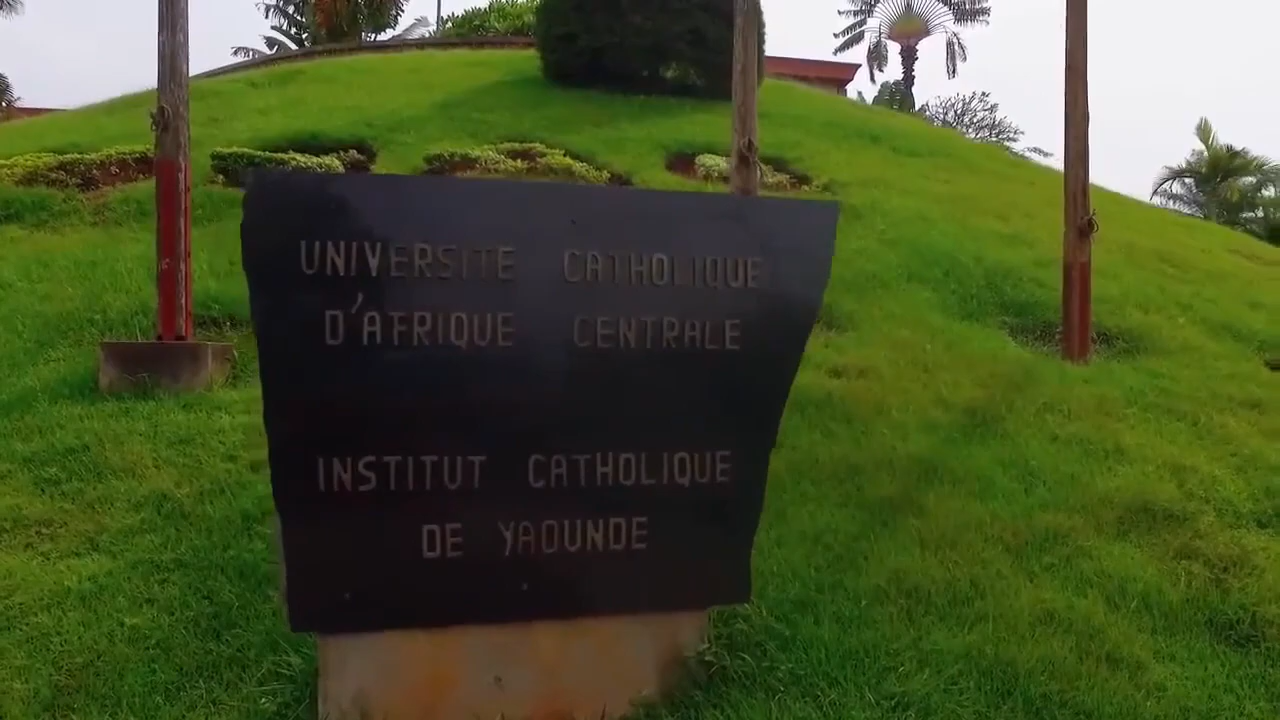 UNIVERSITE CATHOLIQUE
D'AFRIQUE CENTRALE
INSTITUT CATHOLIQUE
DE YAOUNDE